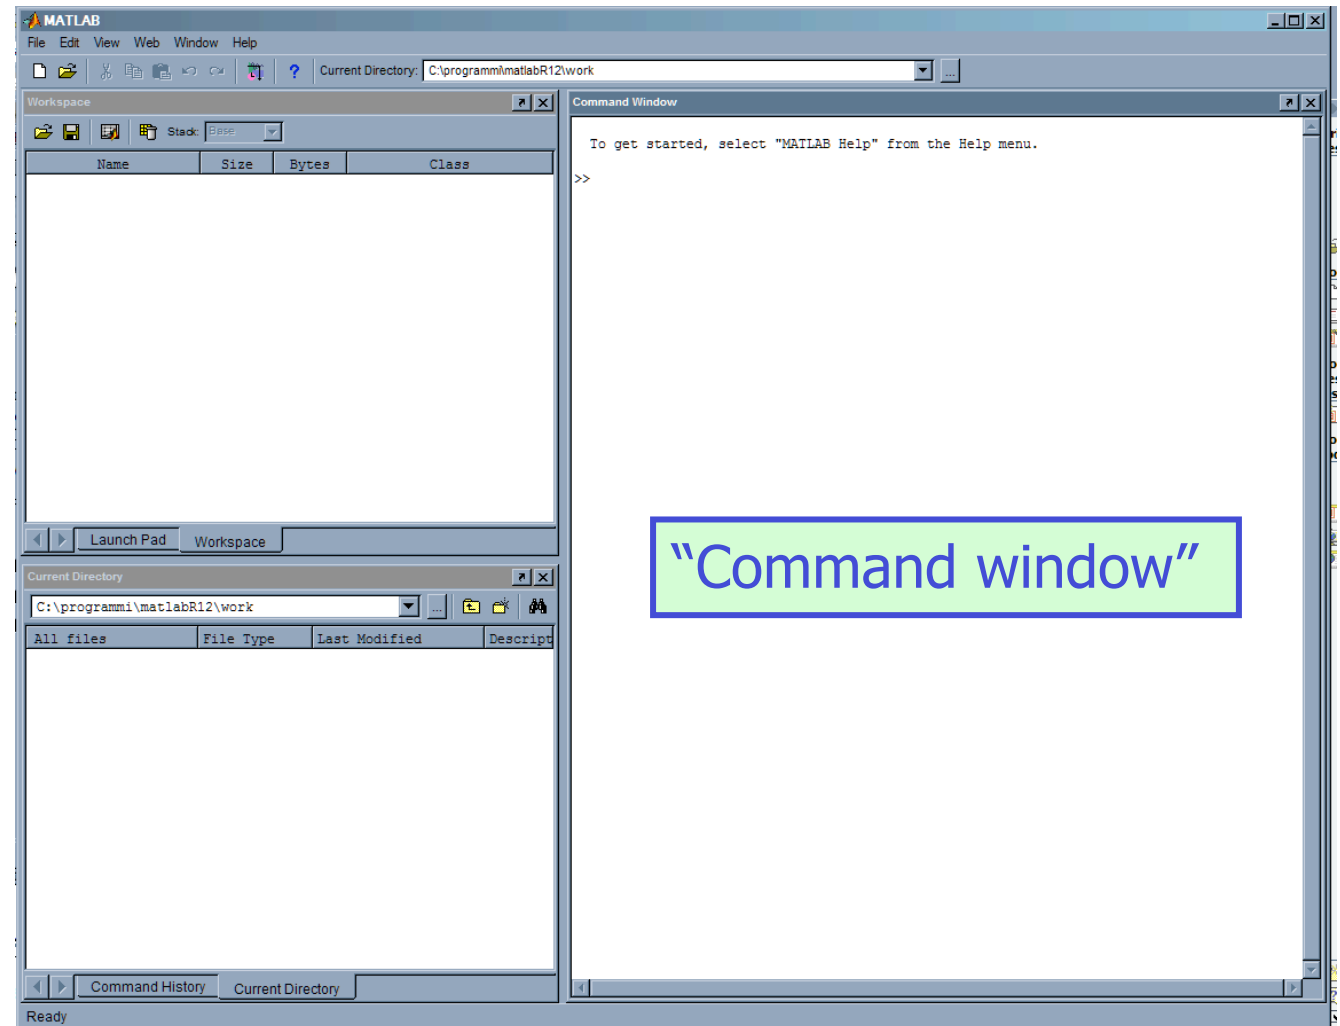 MATLAB
File Edit View Web Window Help
Current Directory: C:\programmi\matlabR12\work
...
Workspace
Stack: Base
Name Size Bytes Class
Launch Pad Workspace
Current Directory
C:\programmi\matlabR12\work
...
All files File Type Last Modified Descript
Command History Current Directory
Command Window
To get started, select "MATLAB Help" from the Help menu.
>>
“Command window”
Ready